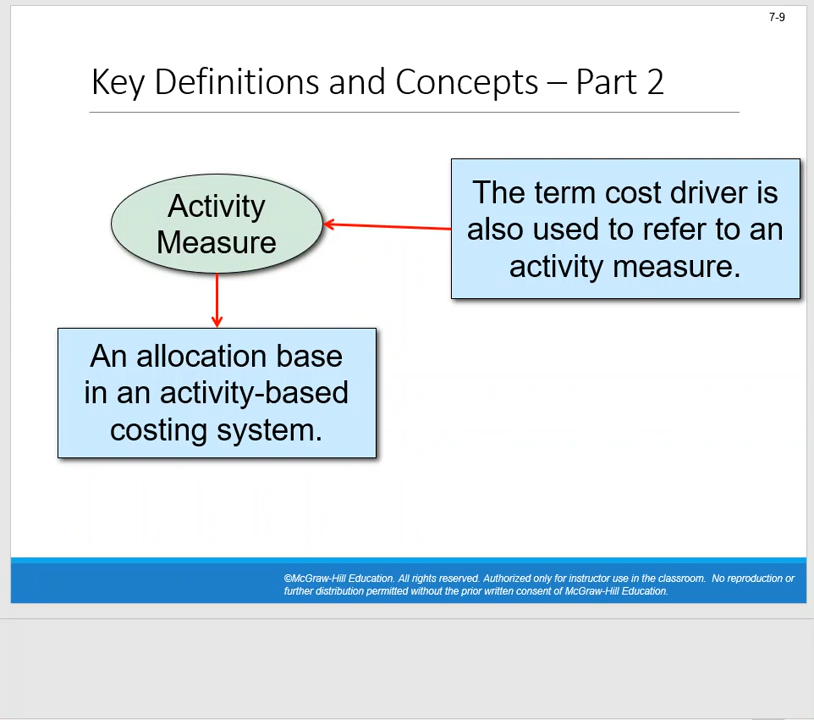 7-9
Key Definitions and Concepts – Part 2
Activity
Measure
The term cost driver is
also used to refer to an
activity measure.
An allocation base
in an activity-based
costing system.
©McGraw-Hill Education. All rights reserved. Authorized only for instructor use in the classroom.  No reproduction or
further distribution permitted without the prior written consent of McGraw-Hill Education.